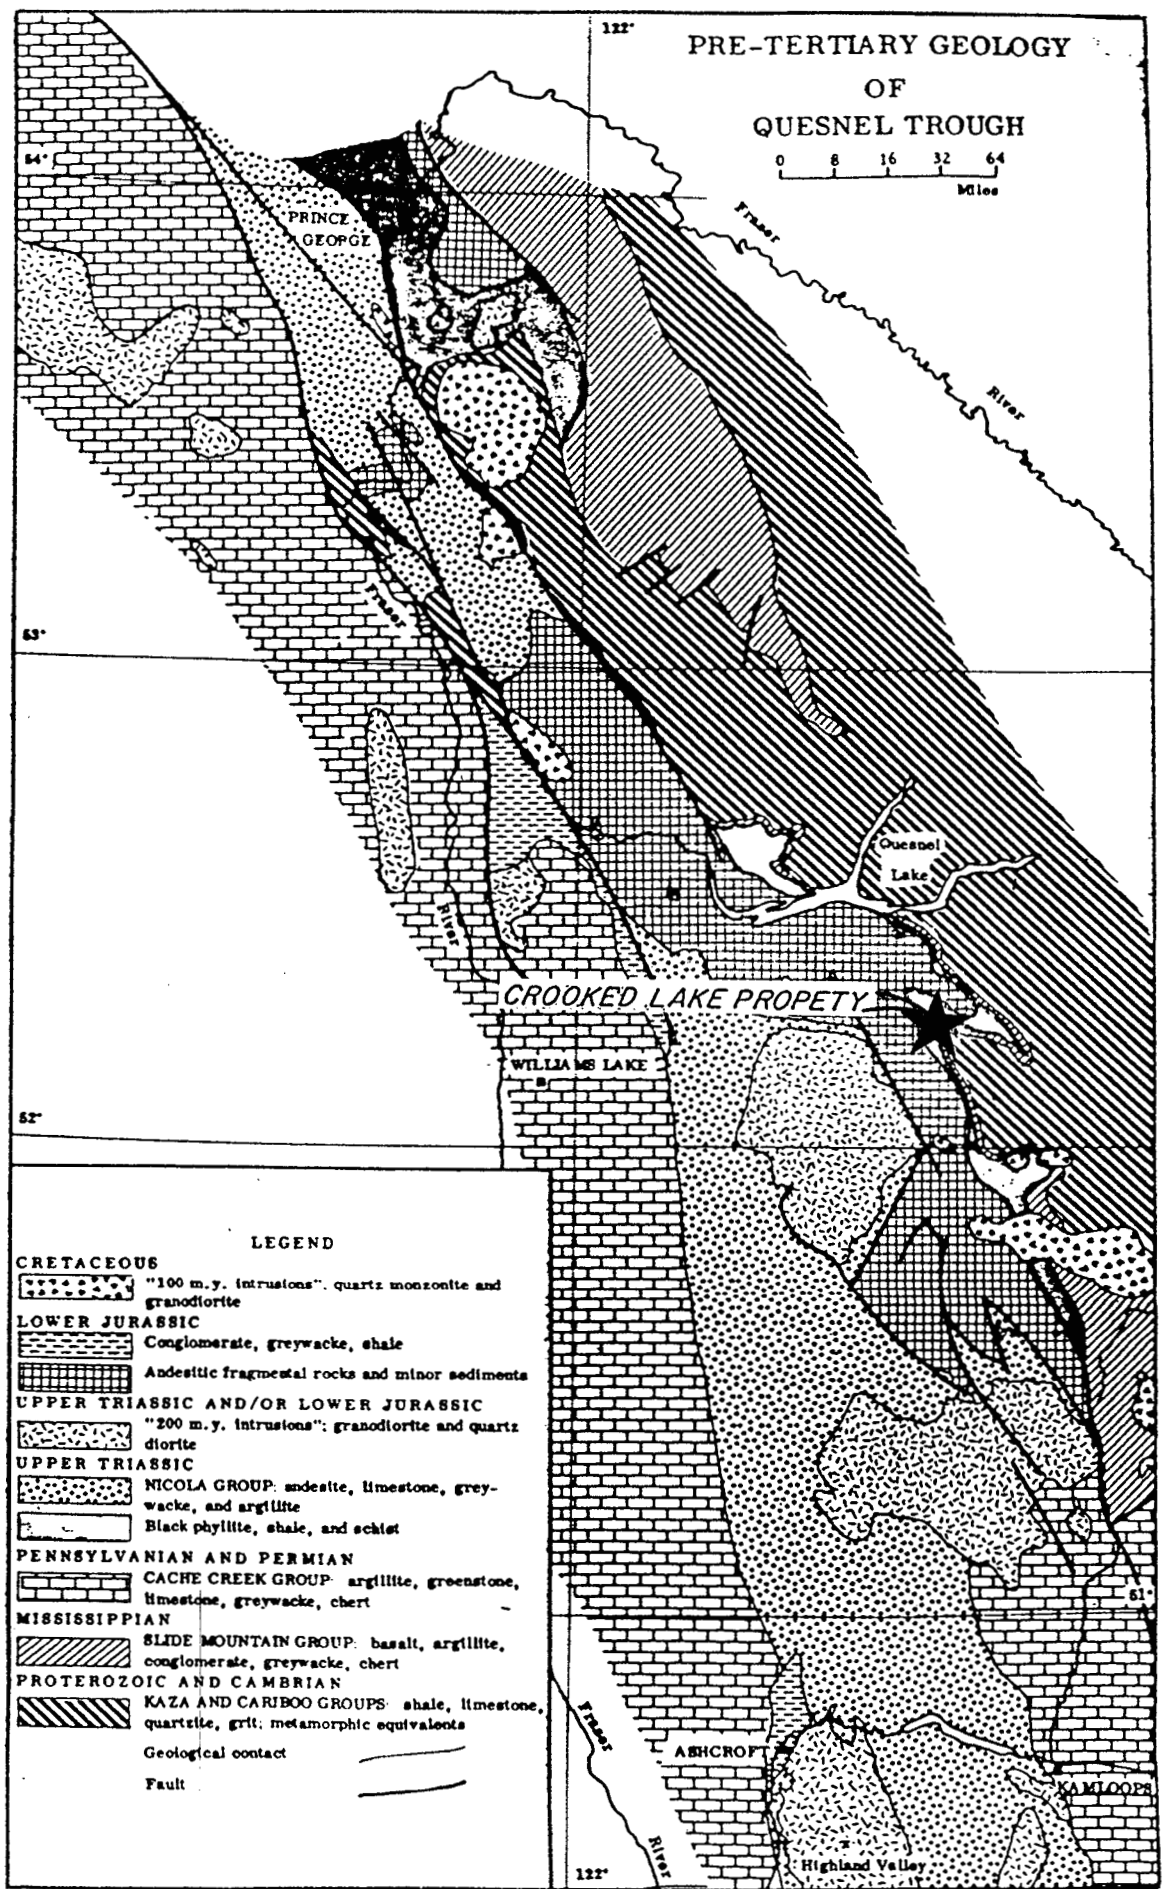 122°
PRE-TERTIARY GEOLOGY
OF
QUESNEL TROUGH
0 8 16 32 64
Miles
54°
Fraser
PRINCE
GEORGE
River
Fraser
53°
Quesnel
Lake
River
CROOKED LAKE PROPETY
WILLIAMS LAKE
52°
LEGEND
CRETACEOUS
"100 m.y. intrusions". quartz monzonite and
granodiorite
LOWER JURASSIC
Conglomerate, greywacke, shale
Andesitic fragmental rocks and minor sediments
UPPER TRIASSIC AND/OR LOWER JURASSIC
"200 m.y. intrusions"; granodiorite and quartz
diorite
UPPER TRIASSIC
NICOLA GROUP: andesite, limestone, grey-
wacke, and argillite
Black phyllite, shale, and schist
PENNSYLVANIAN AND PERMIAN
CACHE CREEK GROUP: argillite, greenstone,
limestone, greywacke, chert
MISSISSIPPIAN
SLIDE MOUNTAIN GROUP: basalt, argillite,
conglomerate, greywacke, chert
PROTEROZOIC AND CAMBRIAN
KAZA AND CARIBOO GROUPS: shale, limestone,
quartzite, grit; metamorphic equivalents
Geological contact
Fault
51°
Fraser
ASHCROFT
KAMLOOPS
River
Highland Valley
122°